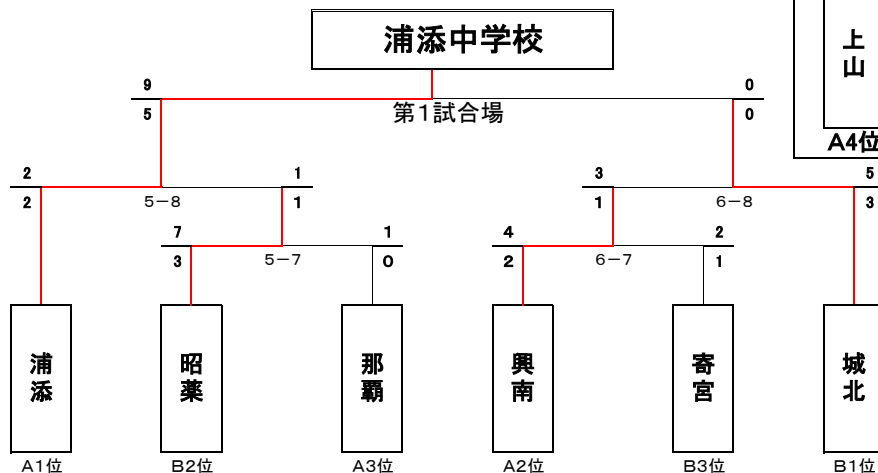 浦添中学校
上山
A4位
9 0
5 第1試合場 0
2 1 3 5
2 5－8 1 1 6－8 3
7 1 4 2
3 5－7 0 2 6－7 1
浦添 昭薬 那覇 興南 寄宮 城北
A1位 B2位 A3位 A2位 B3位 B1位